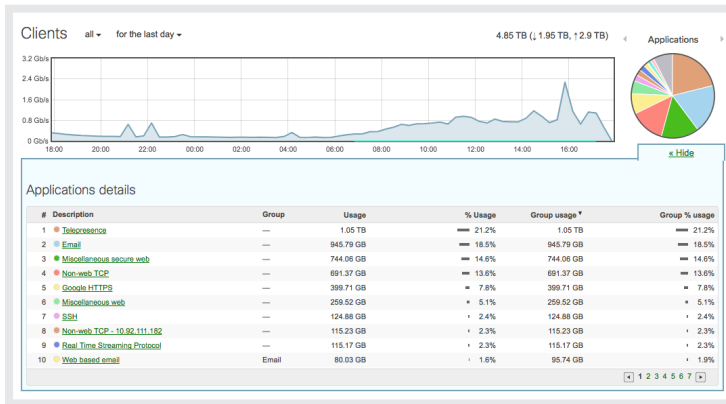 Clients all for the last day 4.85 TB (↓ 1.95 TB, ↑ 2.9 TB) Applications
3.2 Gb/s
2.4 Gb/s
1.6 Gb/s
0.8 Gb/s
0 Gb/s
18:00 20:00 22:00 00:00 02:00 04:00 06:00 08:00 10:00 12:00 14:00 16:00
« Hide
Applications details
# Description Group Usage % Usage Group usage ▼ Group % usage
1 Telepresence — 1.05 TB 21.2% 1.05 TB 21.2%
2 Email — 945.79 GB 18.5% 945.79 GB 18.5%
3 Miscellaneous secure web — 744.06 GB 14.6% 744.06 GB 14.6%
4 Non-web TCP — 691.37 GB 13.6% 691.37 GB 13.6%
5 Google HTTPS — 399.71 GB 7.8% 399.71 GB 7.8%
6 Miscellaneous web — 259.52 GB 5.1% 259.52 GB 5.1%
7 SSH — 124.88 GB 2.4% 124.88 GB 2.4%
8 Non-web TCP - 10.92.111.182 — 115.23 GB 2.3% 115.23 GB 2.3%
9 Real Time Streaming Protocol — 115.17 GB 2.3% 115.17 GB 2.3%
10 Web based email Email 80.03 GB 1.6% 95.74 GB 1.9%
1 2 3 4 5 6 7